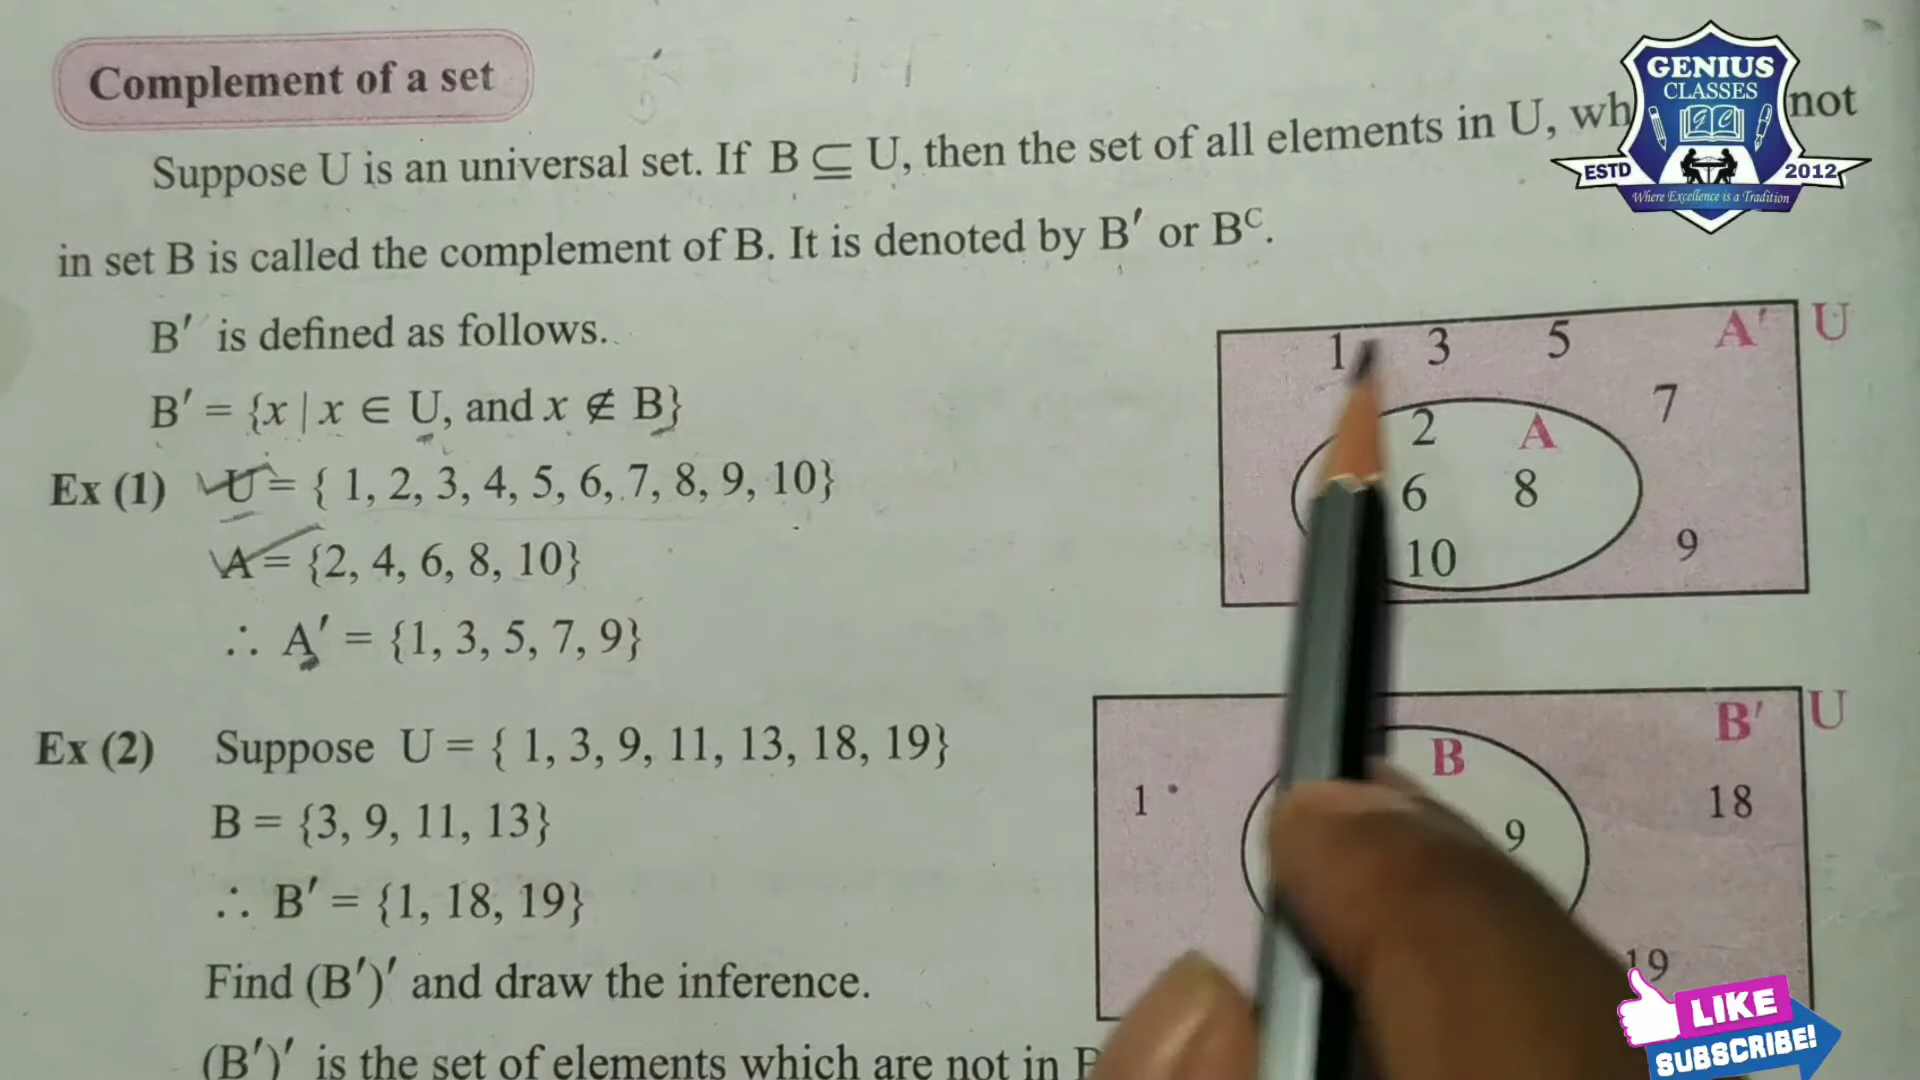 Complement of a set
Suppose U is an universal set. If B ⊆ U, then the set of all elements in U, not
in set B is called the complement of B. It is denoted by B′ or Bᶜ.
B′ is defined as follows.
B′ = {x | x ∈ U, and x ∉ B}
Ex (1) U = { 1, 2, 3, 4, 5, 6, 7, 8, 9, 10}
A = {2, 4, 6, 8, 10}
∴ A′ = {1, 3, 5, 7, 9}
Ex (2) Suppose U = { 1, 3, 9, 11, 13, 18, 19}
B = {3, 9, 11, 13}
∴ B′ = {1, 18, 19}
Find (B′)′ and draw the inference.
(B′)′ is the set of elements which are not in
1 3 5 A′ U
7
2 A
6 8
10 9
B′ U
B
1 9 18
19
GENIUS
CLASSES
GC
ESTD 2012
Where Excellence is a Tradition
LIKE
SUBSCRIBE!